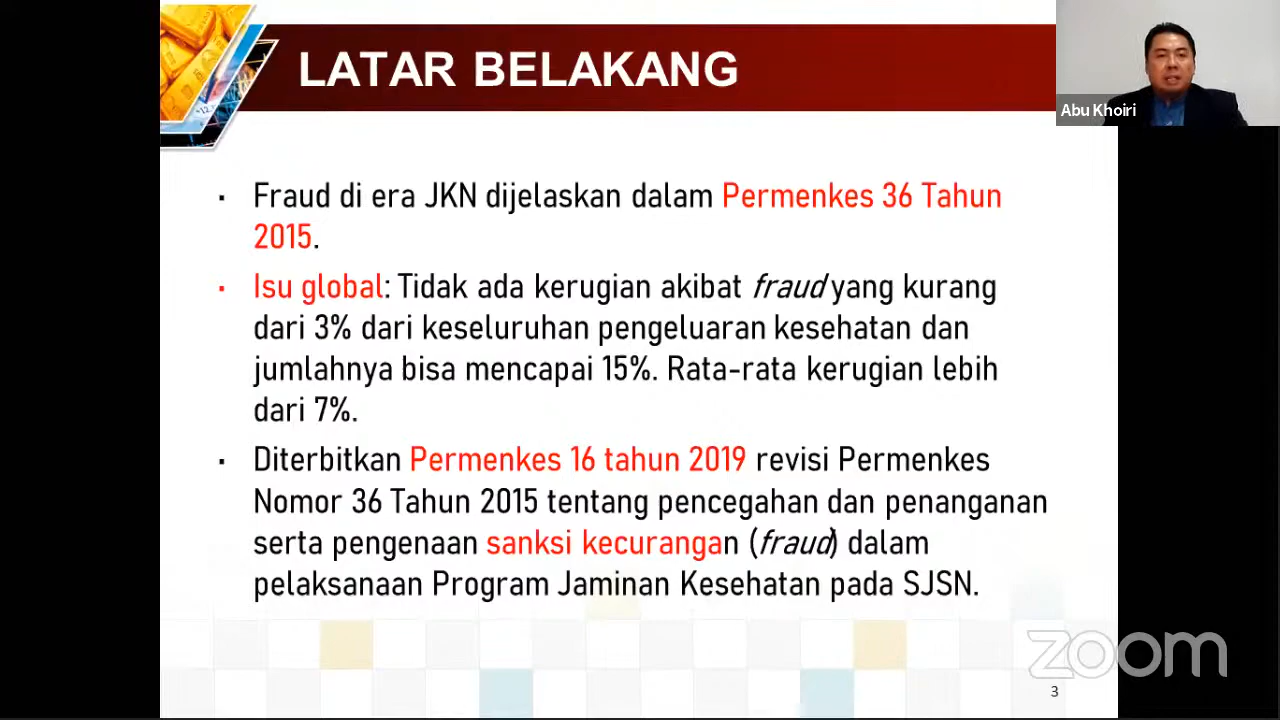 LATAR BELAKANG
Abu Khoiri
▪ Fraud di era JKN dijelaskan dalam Permenkes 36 Tahun
2015.
▪ Isu global: Tidak ada kerugian akibat fraud yang kurang
dari 3% dari keseluruhan pengeluaran kesehatan dan
jumlahnya bisa mencapai 15%. Rata-rata kerugian lebih
dari 7%.
▪ Diterbitkan Permenkes 16 tahun 2019 revisi Permenkes
Nomor 36 Tahun 2015 tentang pencegahan dan penanganan
serta pengenaan sanksi kecurangan (fraud) dalam
pelaksanaan Program Jaminan Kesehatan pada SJSN.
zoom
3